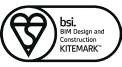 bsi.
BIM Design and
Construction
KITEMARK™